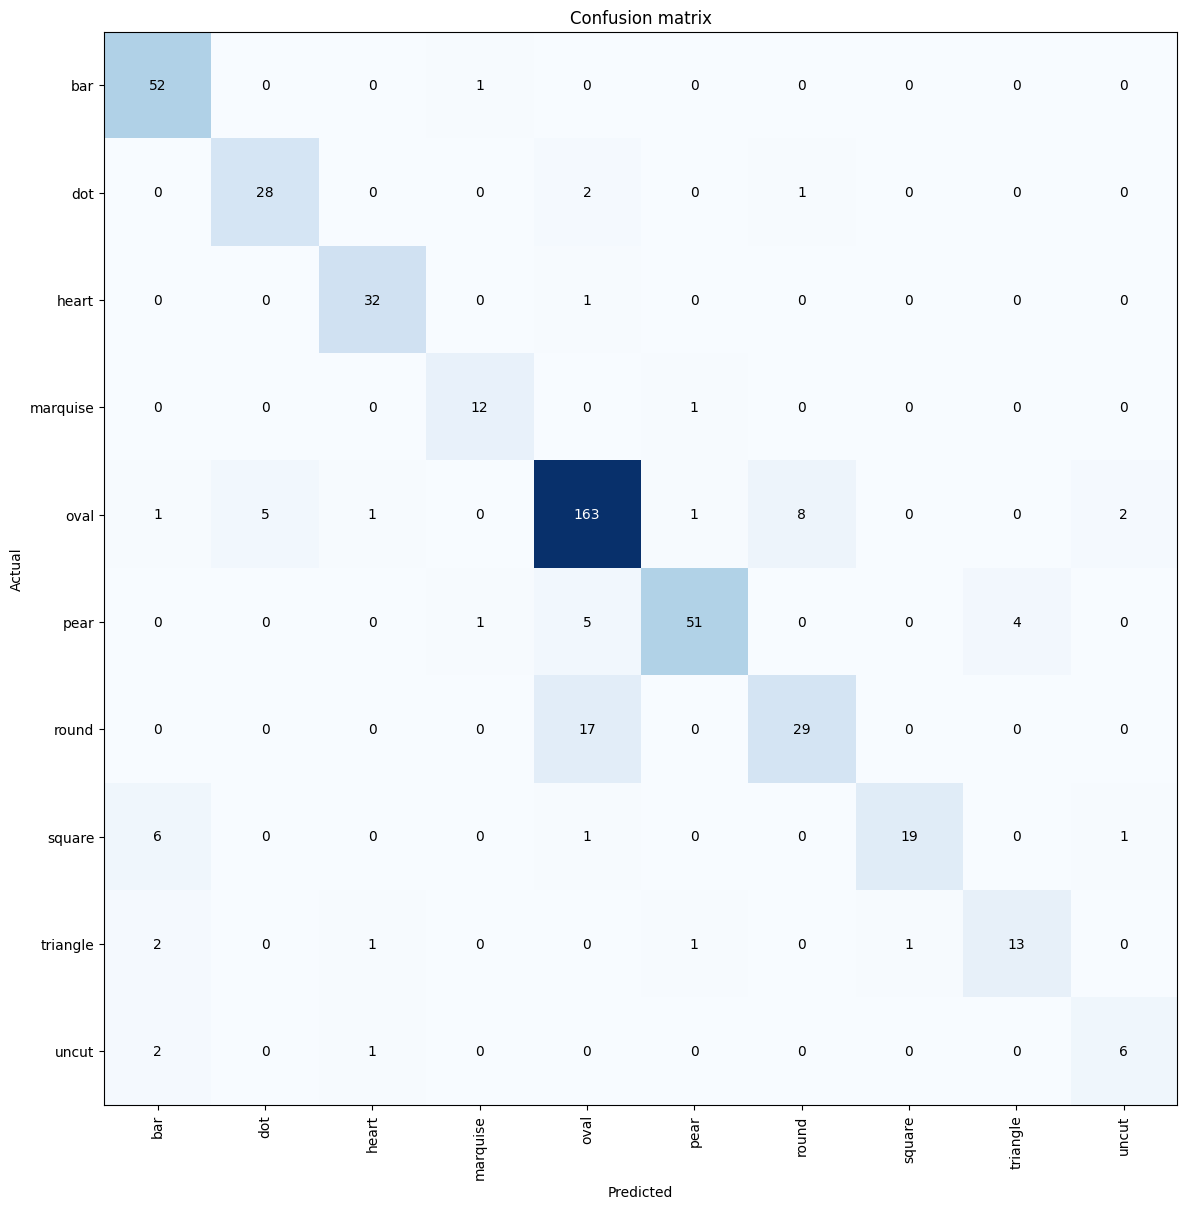 Confusion matrix
bar 52 0 0 1 0 0 0 0 0 0
dot 0 28 0 0 2 0 1 0 0 0
heart 0 0 32 0 1 0 0 0 0 0
marquise 0 0 0 12 0 1 0 0 0 0
oval 1 5 1 0 163 1 8 0 0 2
Actual
pear 0 0 0 1 5 51 0 0 4 0
round 0 0 0 0 17 0 29 0 0 0
square 6 0 0 0 1 0 0 19 0 1
triangle 2 0 1 0 0 1 0 1 13 0
uncut 2 0 1 0 0 0 0 0 0 6
bar dot heart marquise oval pear round square triangle uncut
Predicted